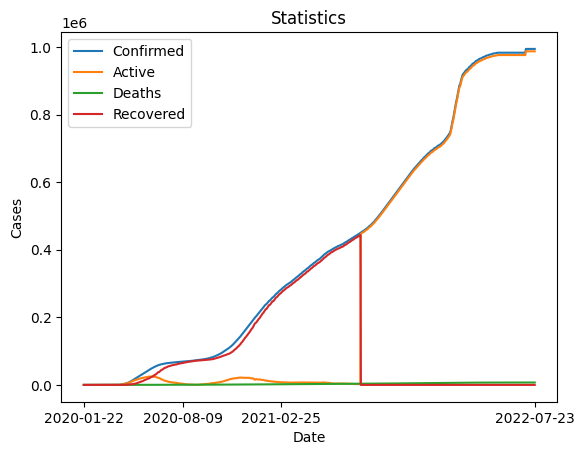 Statistics
1e6
Confirmed
Active
Deaths
Recovered
1.0
0.8
0.6
0.4
0.2
0.0
Cases
2020-01-22 2020-08-09 2021-02-25 2022-07-23
Date